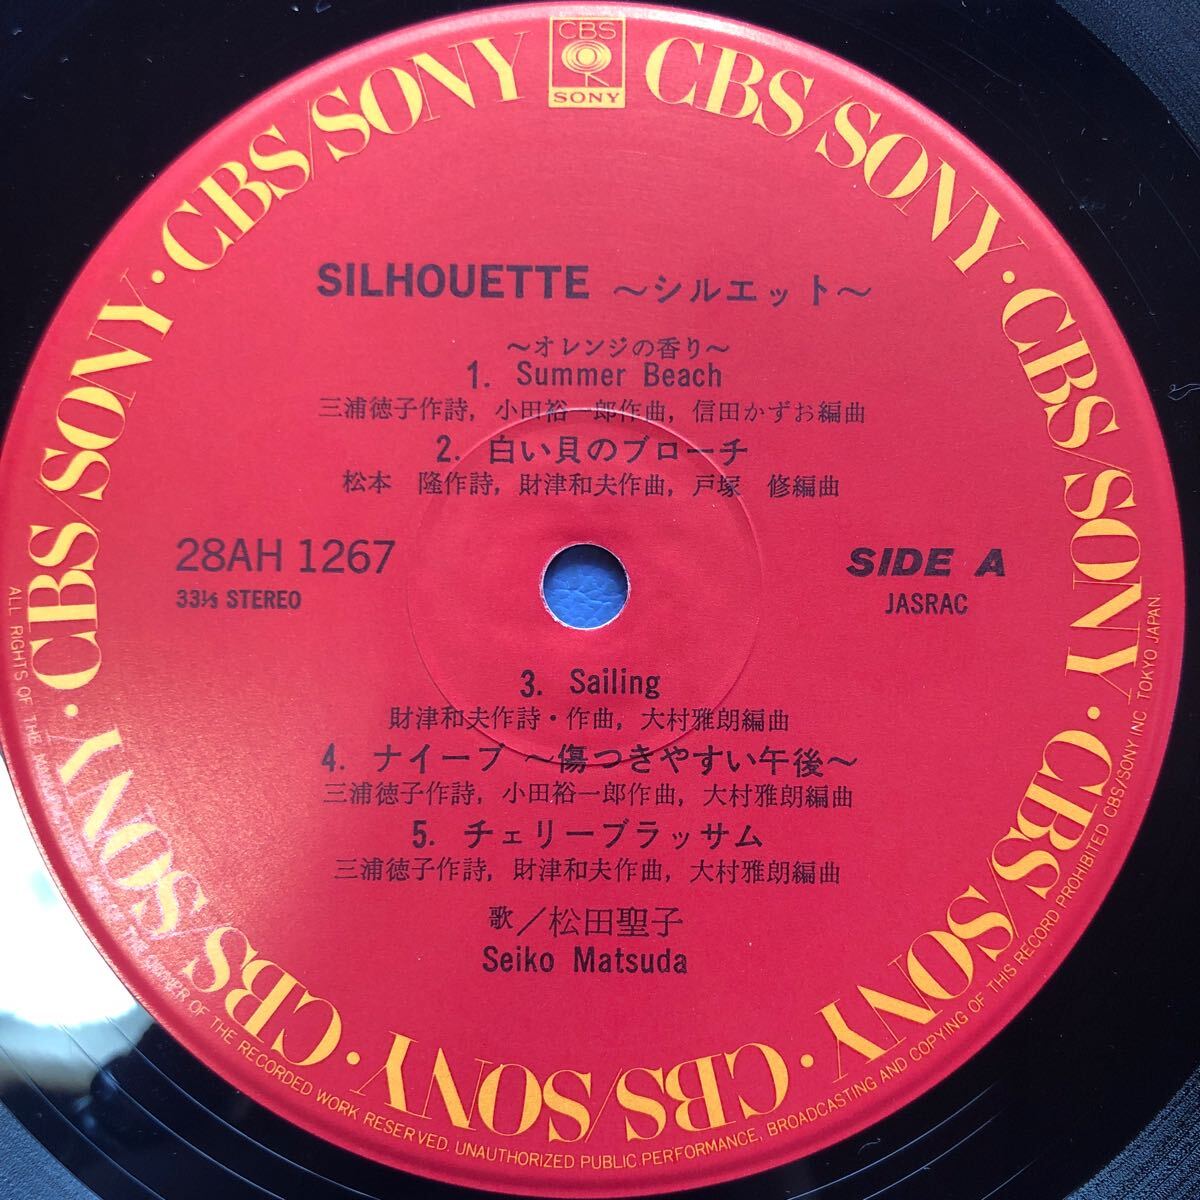 CBS
SONY
CBS/SONY · CBS/SONY · CBS/SONY · CBS/SONY · CBS/SONY · CBS/SONY · CBS/SONY · CBS/SONY
SILHOUETTE ～シルエット～
～オレンジの香り～
1. Summer Beach
三浦徳子作詩, 小田裕一郎作曲, 信田かずお編曲
2. 白い貝のブローチ
松本 隆作詩, 財津和夫作曲, 戸塚 修編曲
28AH 1267
33⅓ STEREO
SIDE A
JASRAC
3. Sailing
財津和夫作詩・作曲, 大村雅朗編曲
4. ナイーブ ～傷つきやすい午後～
三浦徳子作詩, 小田裕一郎作曲, 大村雅朗編曲
5. チェリーブラッサム
三浦徳子作詩, 財津和夫作曲, 大村雅朗編曲
歌／松田聖子
Seiko Matsuda
ALL RIGHTS OF THE MANUFACTURER AND OF THE OWNER OF THE RECORDED WORK RESERVED. UNAUTHORIZED PUBLIC PERFORMANCE, BROADCASTING AND COPYING OF THIS RECORD PROHIBITED CBS/SONY INC. TOKYO JAPAN.